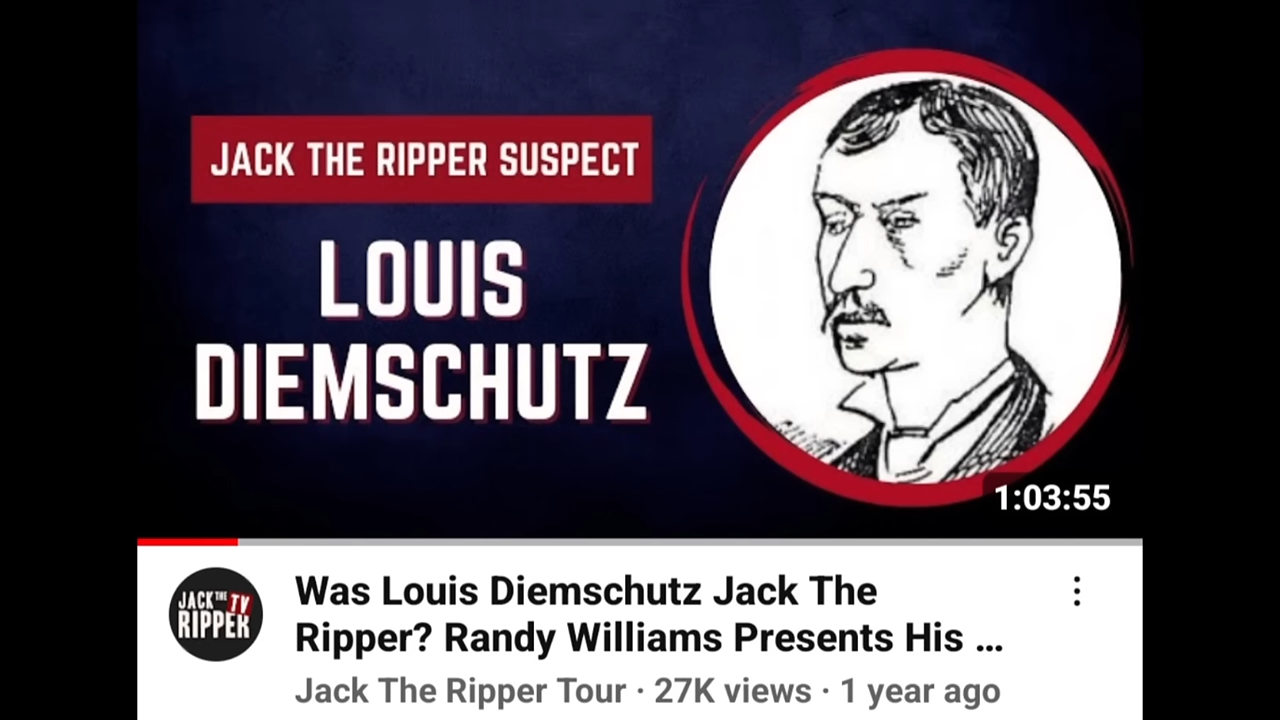 JACK THE RIPPER SUSPECT
LOUIS
DIEMSCHUTZ
1:03:55
JACK THE TV
RIPPER
Was Louis Diemschutz Jack The
Ripper? Randy Williams Presents His ...
Jack The Ripper Tour · 27K views · 1 year ago